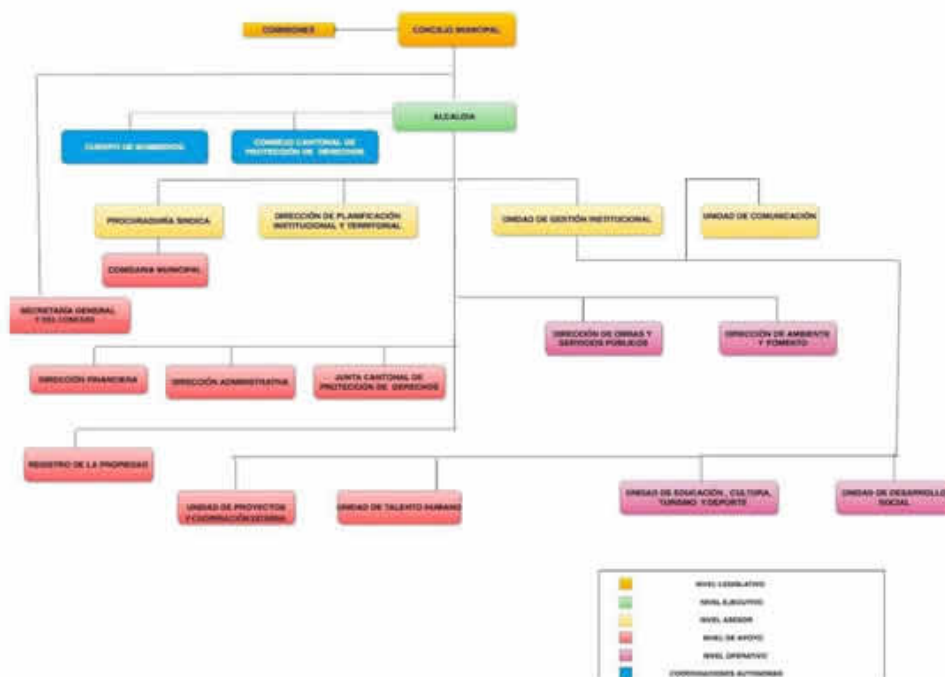 COMISIONES
CONCEJO MUNICIPAL
ALCALDIA
CUERPO DE BOMBEROS
CONSEJO CANTONAL DE
PROTECCIÓN DE DERECHOS
PROCURADURÍA SINDICA
DIRECCIÓN DE PLANIFICACIÓN
INSTITUCIONAL Y TERRITORIAL
UNIDAD DE GESTIÓN INSTITUCIONAL
UNIDAD DE COMUNICACIÓN
COMISARIA MUNICIPAL
SECRETARÍA GENERAL
Y DEL CONCEJO
DIRECCIÓN DE OBRAS Y
SERVICIOS PÚBLICOS
DIRECCIÓN DE AMBIENTE
Y FOMENTO
DIRECCIÓN FINANCIERA
DIRECCIÓN ADMINISTRATIVA
JUNTA CANTONAL DE
PROTECCIÓN DE DERECHOS
REGISTRO DE LA PROPIEDAD
UNIDAD DE PROYECTOS
Y COOPERACIÓN EXTERNA
UNIDAD DE TALENTO HUMANO
UNIDAD DE EDUCACIÓN , CULTURA,
TURISMO Y DEPORTE
UNIDAD DE DESARROLLO
SOCIAL
NIVEL LEGISLATIVO
NIVEL EJECUTIVO
NIVEL ASESOR
NIVEL DE APOYO
NIVEL OPERATIVO
AUTONOMAS